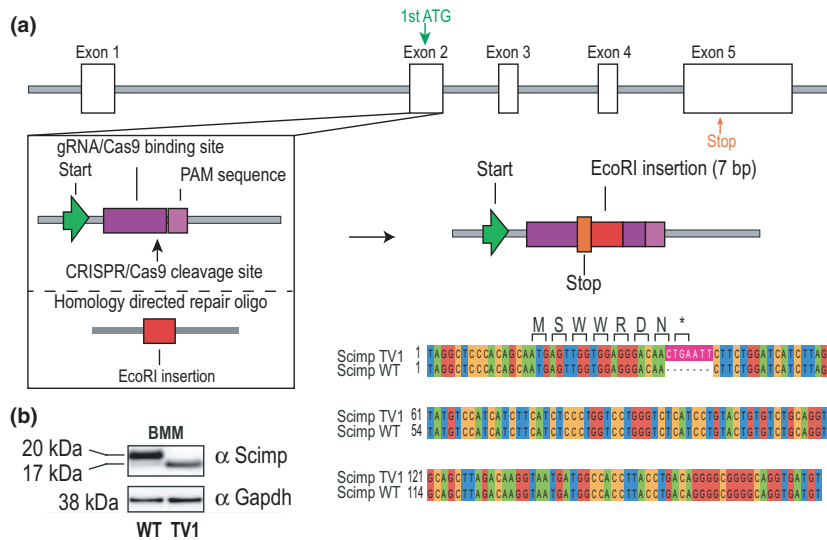 (a)
1st ATG
Exon 1
Exon 2
Exon 3
Exon 4
Exon 5
Stop
gRNA/Cas9 binding site
Start
PAM sequence
CRISPR/Cas9 cleavage site
Homology directed repair oligo
EcoRI insertion
Start
EcoRI insertion (7 bp)
Stop
M S W W R D N *
Scimp TV1 1 TAGGCTCCCACAGCAATGAGTTGGTGGAGGGACAACTGAATTCTTCTGGATCATCTTAG
Scimp WT 1 TAGGCTCCCACAGCAATGAGTTGGTGGAGGGACAA-------CTTCTGGATCATCTTAG
Scimp TV1 61 TATGTCCATCATCTTCATCTCCCTGGTCCTGGGTCTCATCCTGTACTGTGTCTGCAGGT
Scimp WT 54 TATGTCCATCATCTTCATCTCCCTGGTCCTGGGTCTCATCCTGTACTGTGTCTGCAGGT
Scimp TV1 121 GCAGCTTAGACAAGGTAATGATGGCCACCTTACCTGACAGGGGCGGGGCAGGTGATGT
Scimp WT 114 GCAGCTTAGACAAGGTAATGATGGCCACCTTACCTGACAGGGGCGGGGCAGGTGATGT
(b)
BMM
20 kDa
17 kDa
α Scimp
38 kDa
α Gapdh
WT TV1